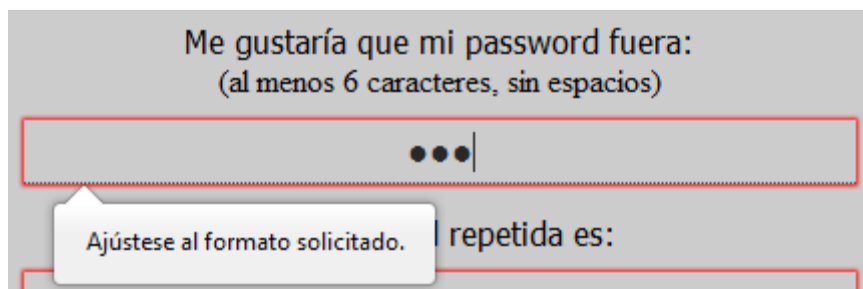 Me gustaría que mi password fuera:
(al menos 6 caracteres, sin espacios)
●●●
Ajústese al formato solicitado.
repetida es: